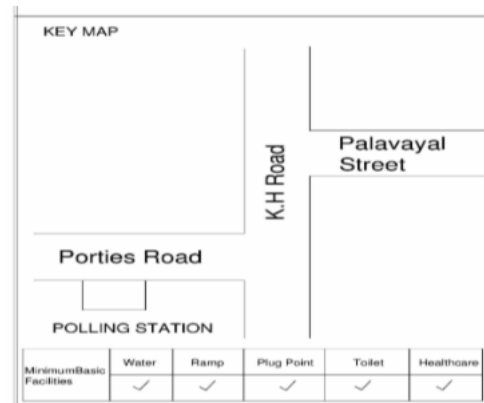 KEY MAP
Palavayal
Street
K.H Road
Porties Road
POLLING STATION
MinimumBasic
Facilities
Water Ramp Plug Point Toilet Healthcare
✓ ✓ ✓ ✓ ✓